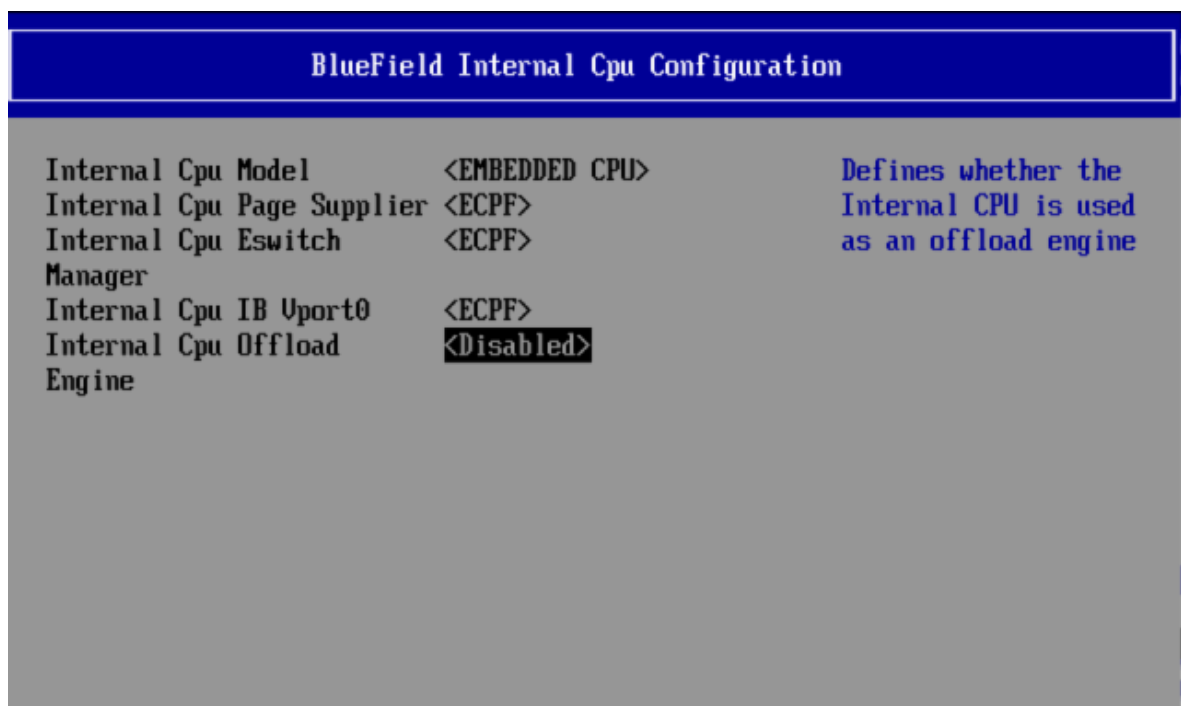 BlueField Internal Cpu Configuration
Internal Cpu Model <EMBEDDED CPU>
Internal Cpu Page Supplier <ECPF>
Internal Cpu Eswitch <ECPF>
Manager
Internal Cpu IB Vport0 <ECPF>
Internal Cpu Offload <Disabled>
Engine
Defines whether the
Internal CPU is used
as an offload engine